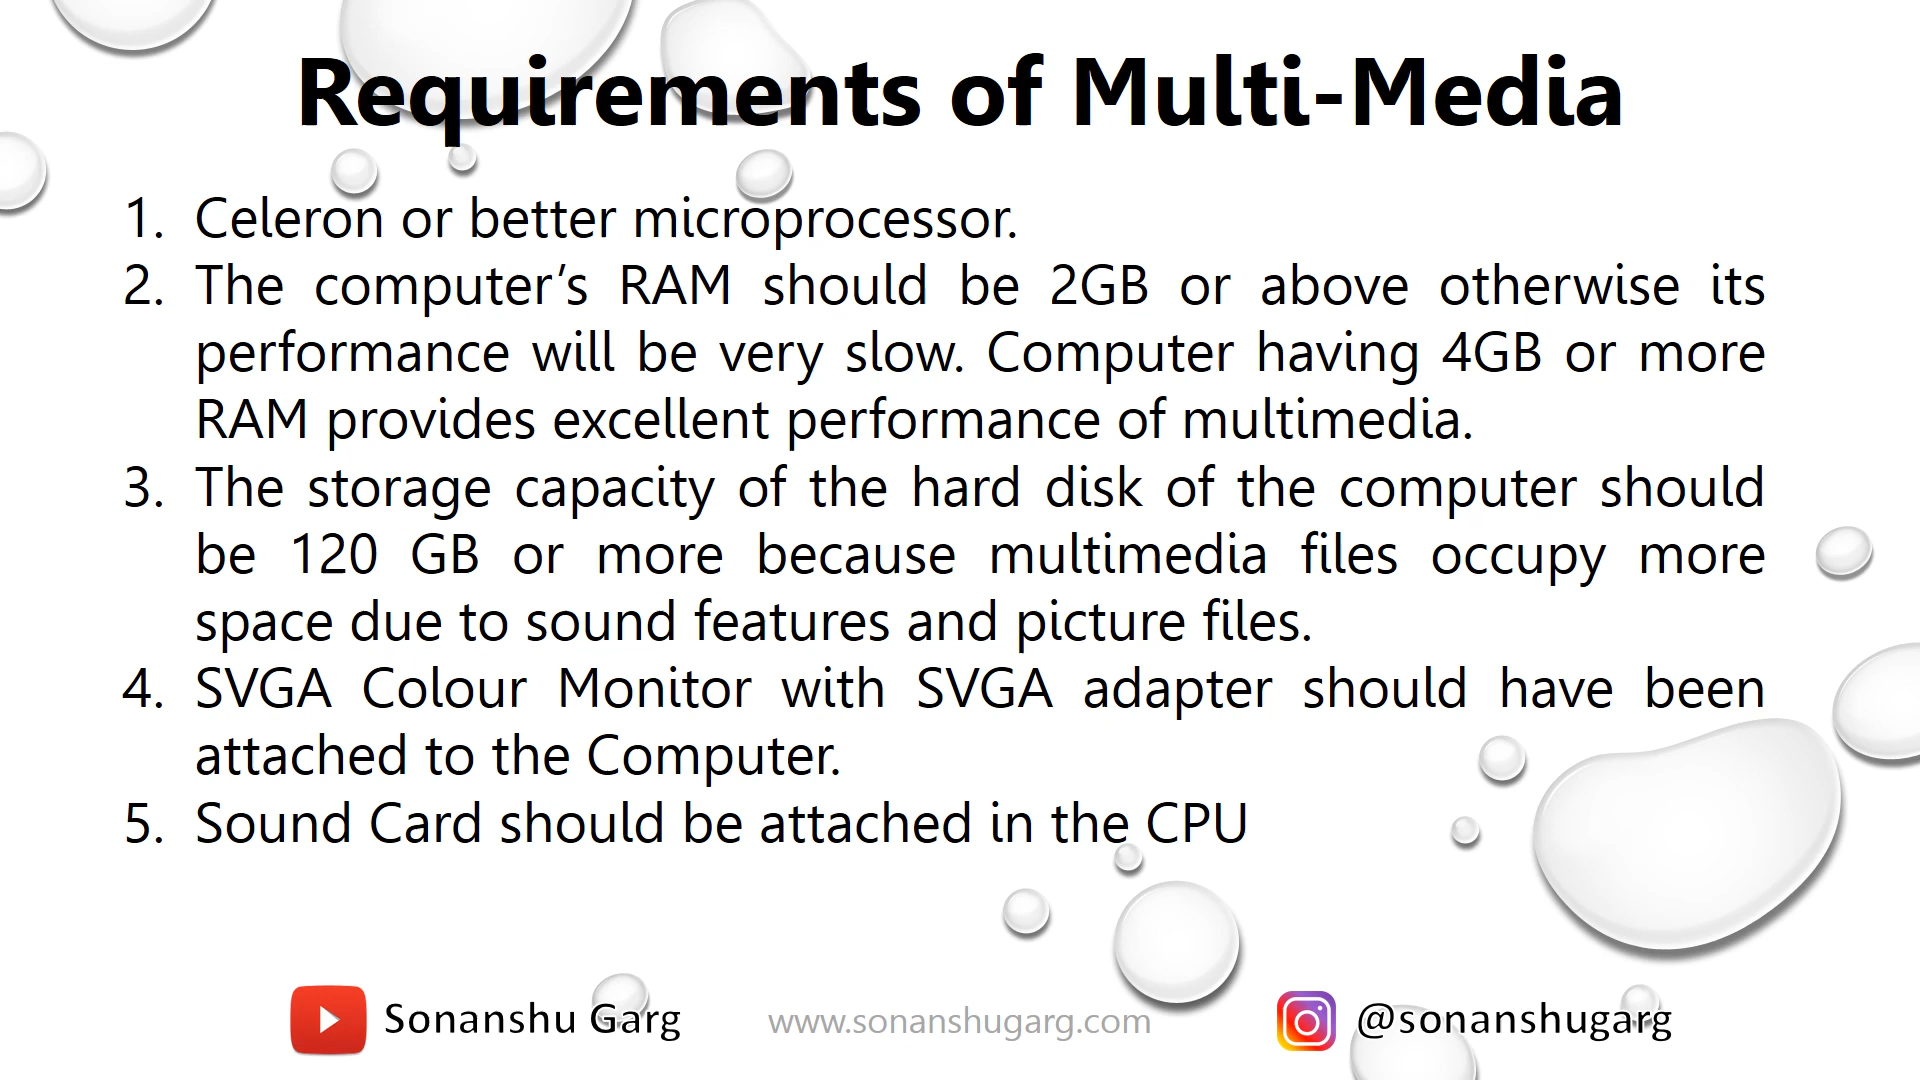 Requirements of Multi-Media
1. Celeron or better microprocessor.
2. The computer’s RAM should be 2GB or above otherwise its
performance will be very slow. Computer having 4GB or more
RAM provides excellent performance of multimedia.
3. The storage capacity of the hard disk of the computer should
be 120 GB or more because multimedia files occupy more
space due to sound features and picture files.
4. SVGA Colour Monitor with SVGA adapter should have been
attached to the Computer.
5. Sound Card should be attached in the CPU
Sonanshu Garg www.sonanshugarg.com @sonanshugarg